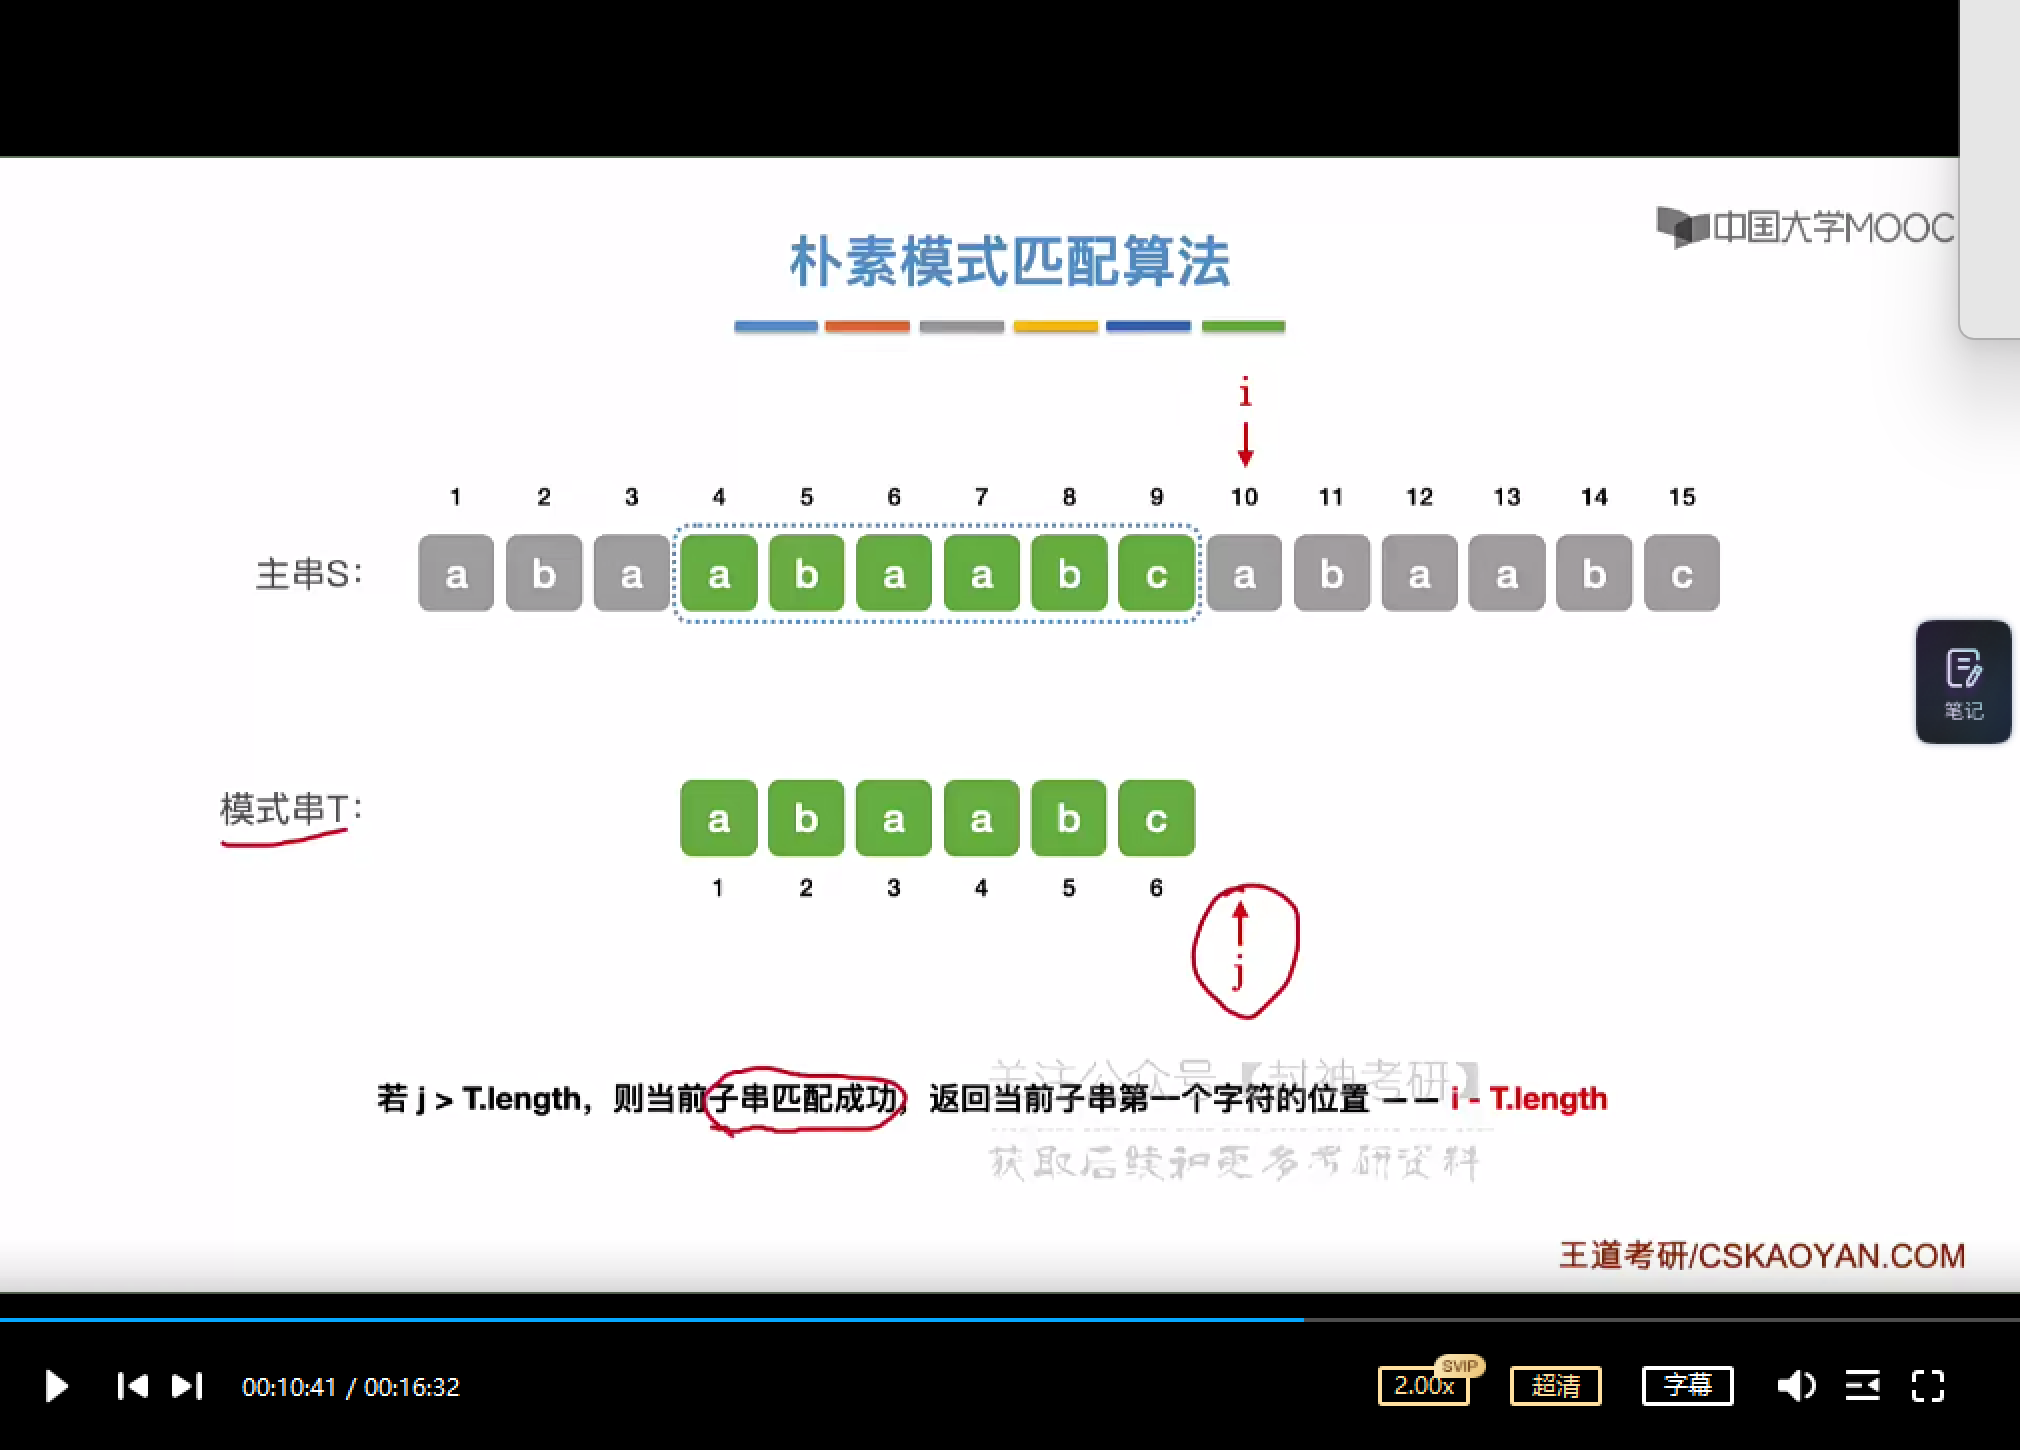 中国大学MOOC
朴素模式匹配算法
i
1 2 3 4 5 6 7 8 9 10 11 12 13 14 15
主串S: a b a a b a a b c a b a a b c
笔记
模式串T: a b a a b c
1 2 3 4 5 6
j
关注公众号【封神考研】
若 j > T.length，则当前子串匹配成功，返回当前子串第一个字符的位置 —— i - T.length
获取后续和更多考研资料
王道考研/CSKAOYAN.COM
00:10:41 / 00:16:32 2.00x SVIP 超清 字幕